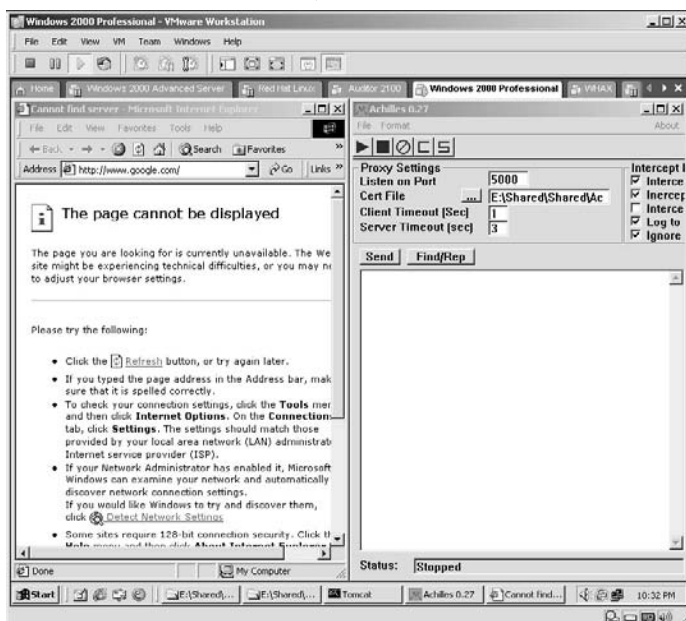 Windows 2000 Professional - VMware Workstation
File Edit View VM Team Windows Help
Home Windows 2000 Advanced Server Red Hat Linux Auditor 2100 Windows 2000 Professional WHAX
Cannot find server - Microsoft Internet Explorer
File Edit View Favorites Tools Help
Back Search Favorites »
Address http://www.google.com/ Go Links »
The page cannot be displayed
The page you are looking for is currently unavailable. The We
site might be experiencing technical difficulties, or you may ne
to adjust your browser settings.
Please try the following:
• Click the Refresh button, or try again later.
• If you typed the page address in the Address bar, mak
sure that it is spelled correctly.
• To check your connection settings, click the Tools men
and then click Internet Options. On the Connection
tab, click Settings. The settings should match those
provided by your local area network (LAN) administrat
Internet service provider (ISP).
• If your Network Administrator has enabled it, Microsoft
Windows can examine your network and automatically
discover network connection settings.
If you would like Windows to try and discover them,
click Detect Network Settings
• Some sites require 128-bit connection security. Click th
Help menu and then click About Internet Explorer
Done My Computer
Achilles 0.27
File Format About
Proxy Settings
Listen on Port 5000
Cert File ... E:\Shared\Shared\Ac
Client Timeout (Sec) 1
Server Timeout (sec) 3
Intercept
Interce
Incercep
Interce
Log to
Ignore
Send Find/Rep
Status: Stopped
Start E:\Shared\... E:\Shared\... Tomcat Achilles 0.27 Cannot find... 10:32 PM